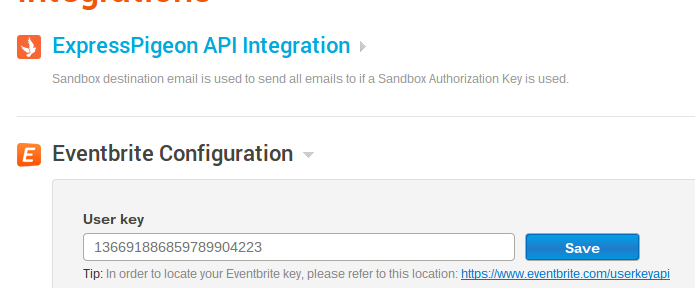 Integrations
ExpressPigeon API Integration
Sandbox destination email is used to send all emails to if a Sandbox Authorization Key is used.
E Eventbrite Configuration
User key
136691886859789904223
Save
Tip: In order to locate your Eventbrite key, please refer to this location: https://www.eventbrite.com/userkeyapi